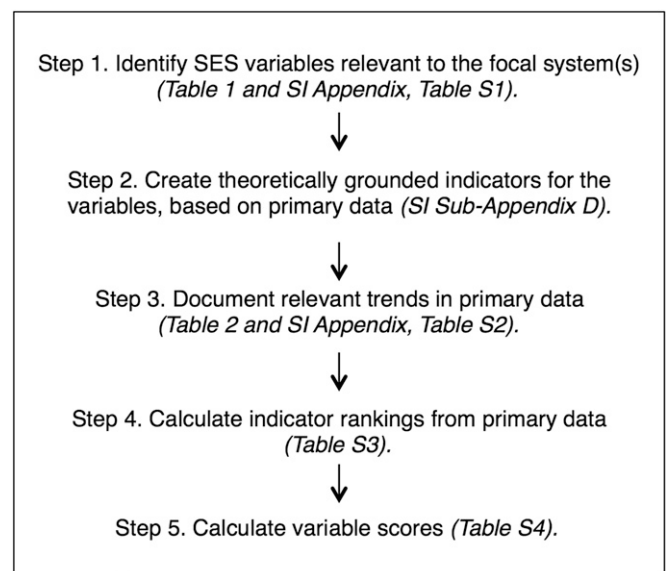 Step 1. Identify SES variables relevant to the focal system(s)
(Table 1 and SI Appendix, Table S1).
Step 2. Create theoretically grounded indicators for the
variables, based on primary data (SI Sub-Appendix D).
Step 3. Document relevant trends in primary data
(Table 2 and SI Appendix, Table S2).
Step 4. Calculate indicator rankings from primary data
(Table S3).
Step 5. Calculate variable scores (Table S4).